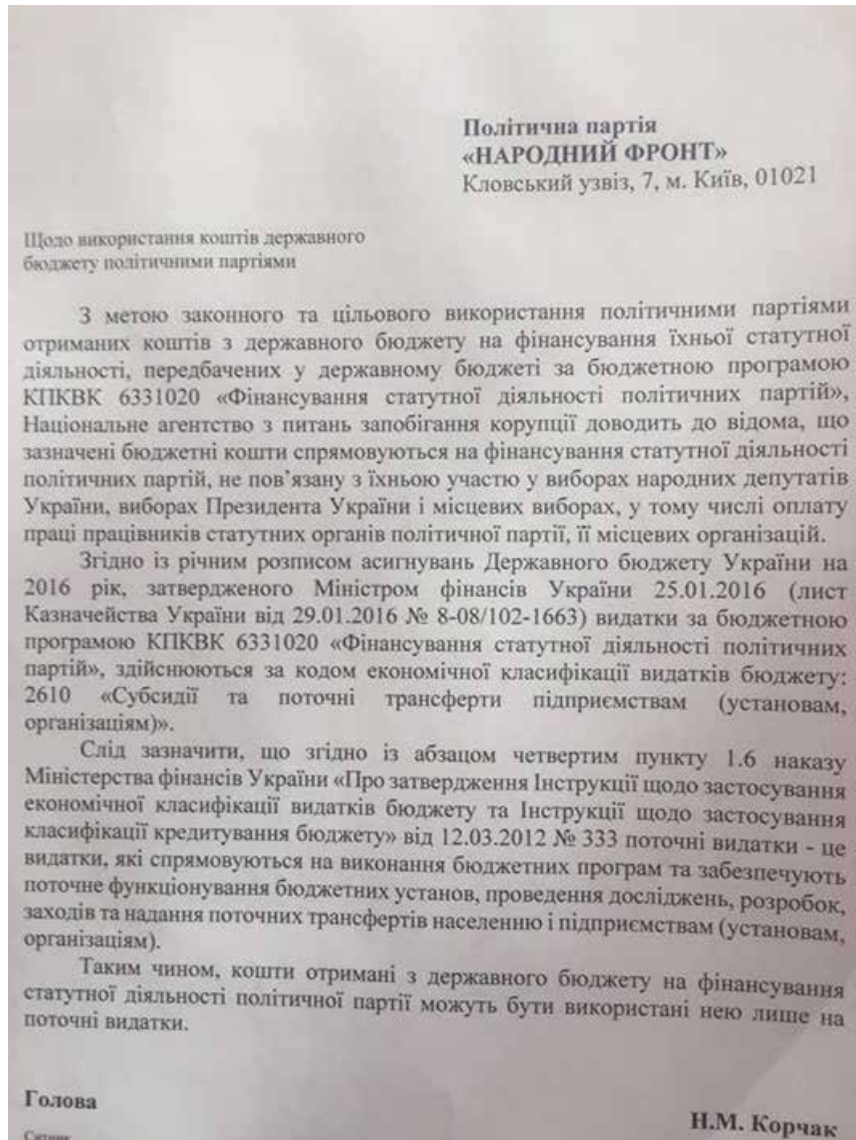 Політична партія
«НАРОДНИЙ ФРОНТ»
Кловський узвіз, 7, м. Київ, 01021
Щодо використання коштів державного
бюджету політичними партіями
З метою законного та цільового використання політичними партіями
отриманих коштів з державного бюджету на фінансування їхньої статутної
діяльності, передбачених у державному бюджеті за бюджетною програмою
КПКВК 6331020 «Фінансування статутної діяльності політичних партій»,
Національне агентство з питань запобігання корупції доводить до відома, що
зазначені бюджетні кошти спрямовуються на фінансування статутної діяльності
політичних партій, не пов’язану з їхньою участю у виборах народних депутатів
України, виборах Президента України і місцевих виборах, у тому числі оплату
праці працівників статутних органів політичної партії, її місцевих організацій.
Згідно із річним розписом асигнувань Державного бюджету України на
2016 рік, затвердженого Міністром фінансів України 25.01.2016 (лист
Казначейства України від 29.01.2016 № 8-08/102-1663) видатки за бюджетною
програмою КПКВК 6331020 «Фінансування статутної діяльності політичних
партій», здійснюються за кодом економічної класифікації видатків бюджету:
2610 «Субсидії та поточні трансферти підприємствам (установам,
організаціям)».
Слід зазначити, що згідно із абзацом четвертим пункту 1.6 наказу
Міністерства фінансів України «Про затвердження Інструкції щодо застосування
економічної класифікації видатків бюджету та Інструкції щодо застосування
класифікації кредитування бюджету» від 12.03.2012 № 333 поточні видатки - це
видатки, які спрямовуються на виконання бюджетних програм та забезпечують
поточне функціонування бюджетних установ, проведення досліджень, розробок,
заходів та надання поточних трансфертів населенню і підприємствам (установам,
організаціям).
Таким чином, кошти отримані з державного бюджету на фінансування
статутної діяльності політичної партії можуть бути використані нею лише на
поточні видатки.
Голова
Н.М. Корчак